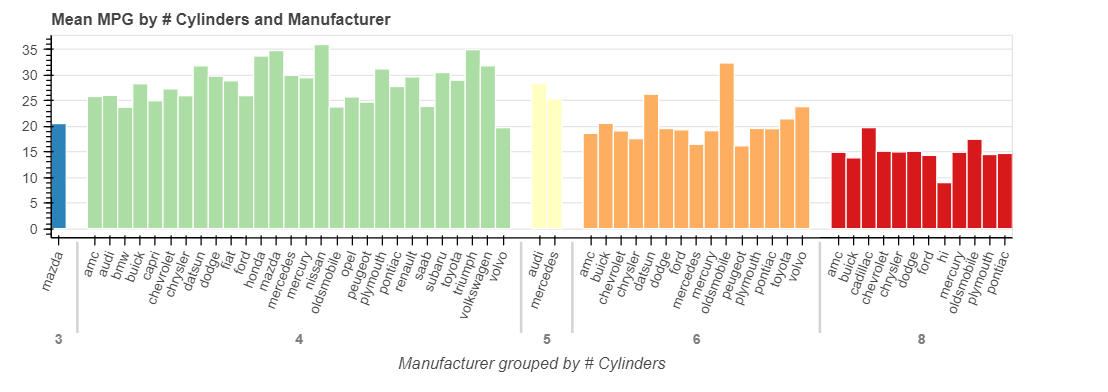 Mean MPG by # Cylinders and Manufacturer
35
30
25
20
15
10
5
0
mazda
amc
audi
bmw
buick
capri
chevrolet
chrysler
datsun
dodge
fiat
ford
honda
mazda
mercedes
mercury
nissan
oldsmobile
opel
peugeot
plymouth
pontiac
renault
saab
subaru
toyota
triumph
volkswagen
volvo
audi
mercedes
amc
buick
chevrolet
chrysler
datsun
dodge
ford
mercedes
mercury
oldsmobile
peugeot
plymouth
pontiac
toyota
volvo
amc
buick
cadillac
chevrolet
chrysler
dodge
ford
hi
mercury
oldsmobile
plymouth
pontiac
3
4
5
6
8
Manufacturer grouped by # Cylinders